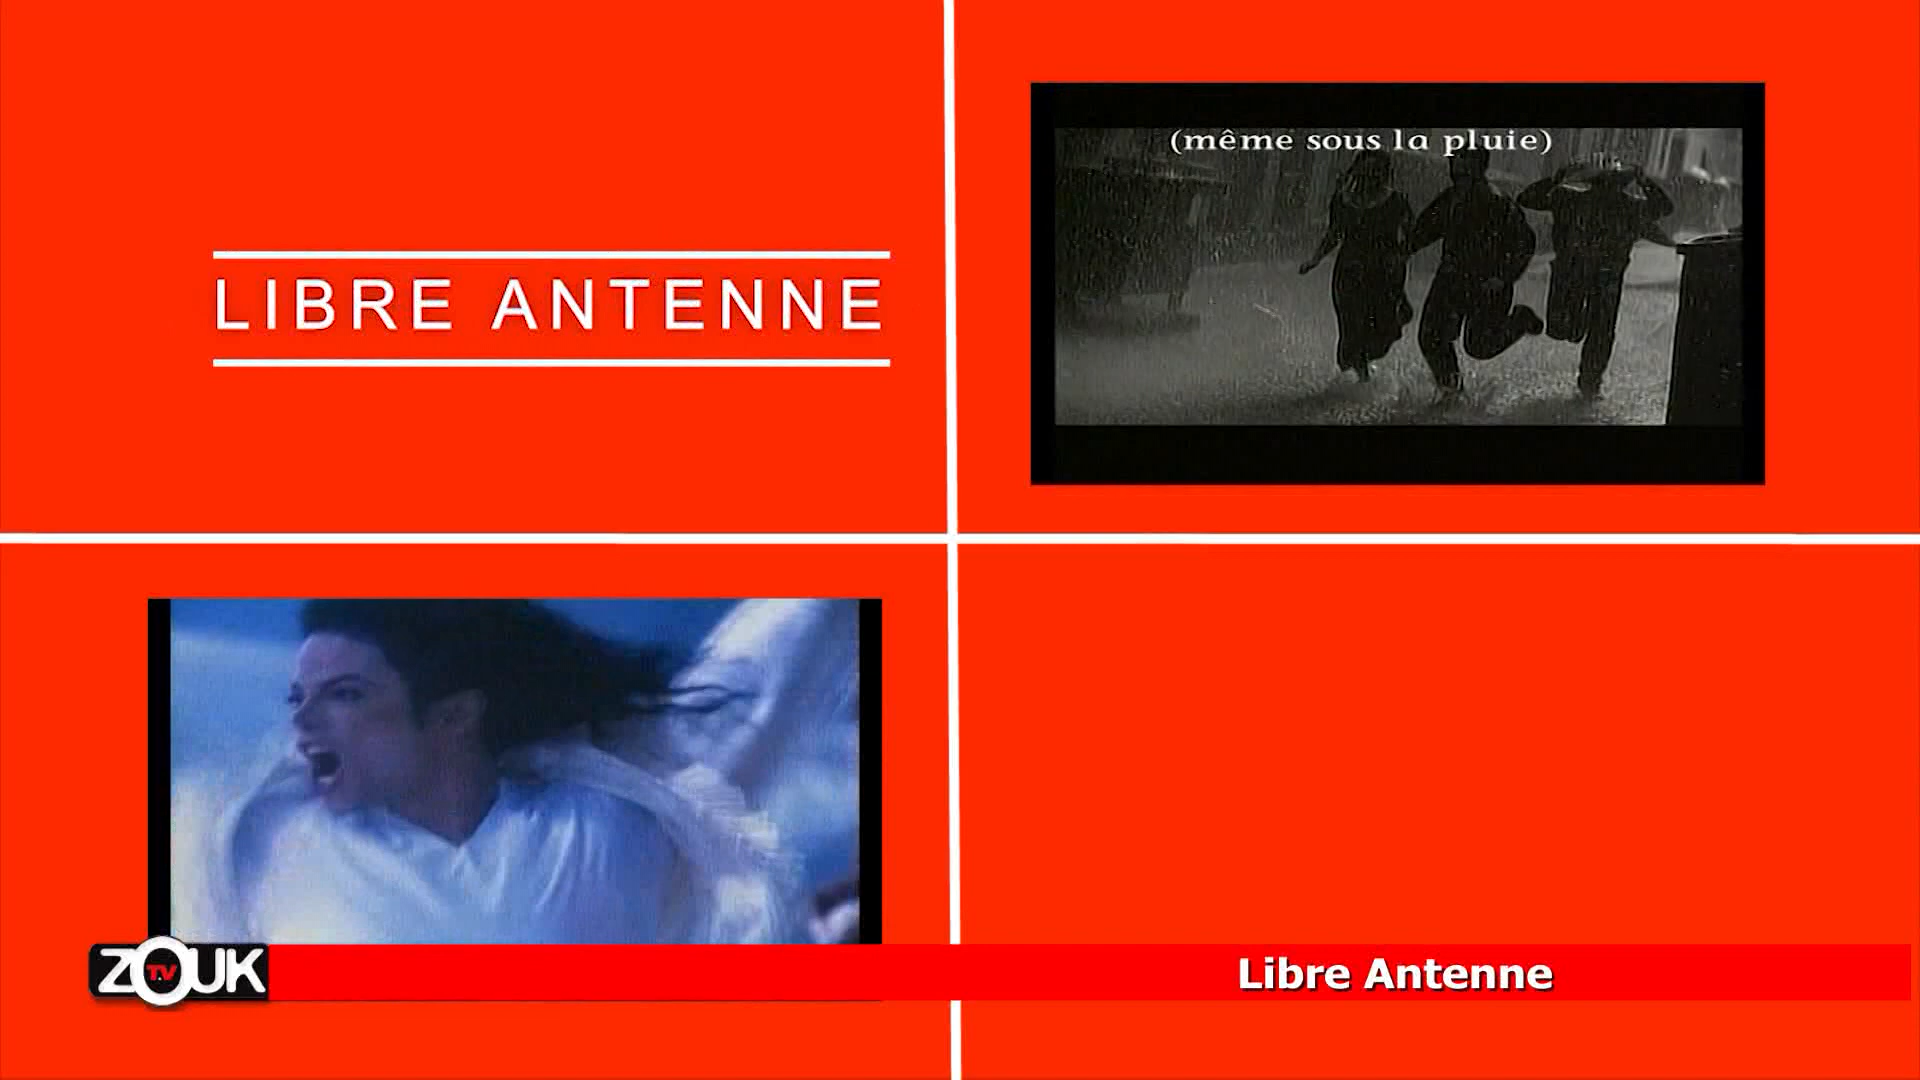 (même sous la pluie)
LIBRE ANTENNE
ZOUK
TV
Libre Antenne